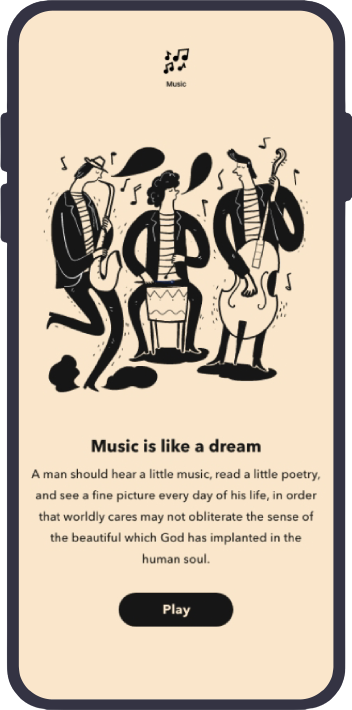 Music
Music is like a dream
A man should hear a little music, read a little poetry,
and see a fine picture every day of his life, in order
that worldly cares may not obliterate the sense of
the beautiful which God has implanted in the
human soul.
Play